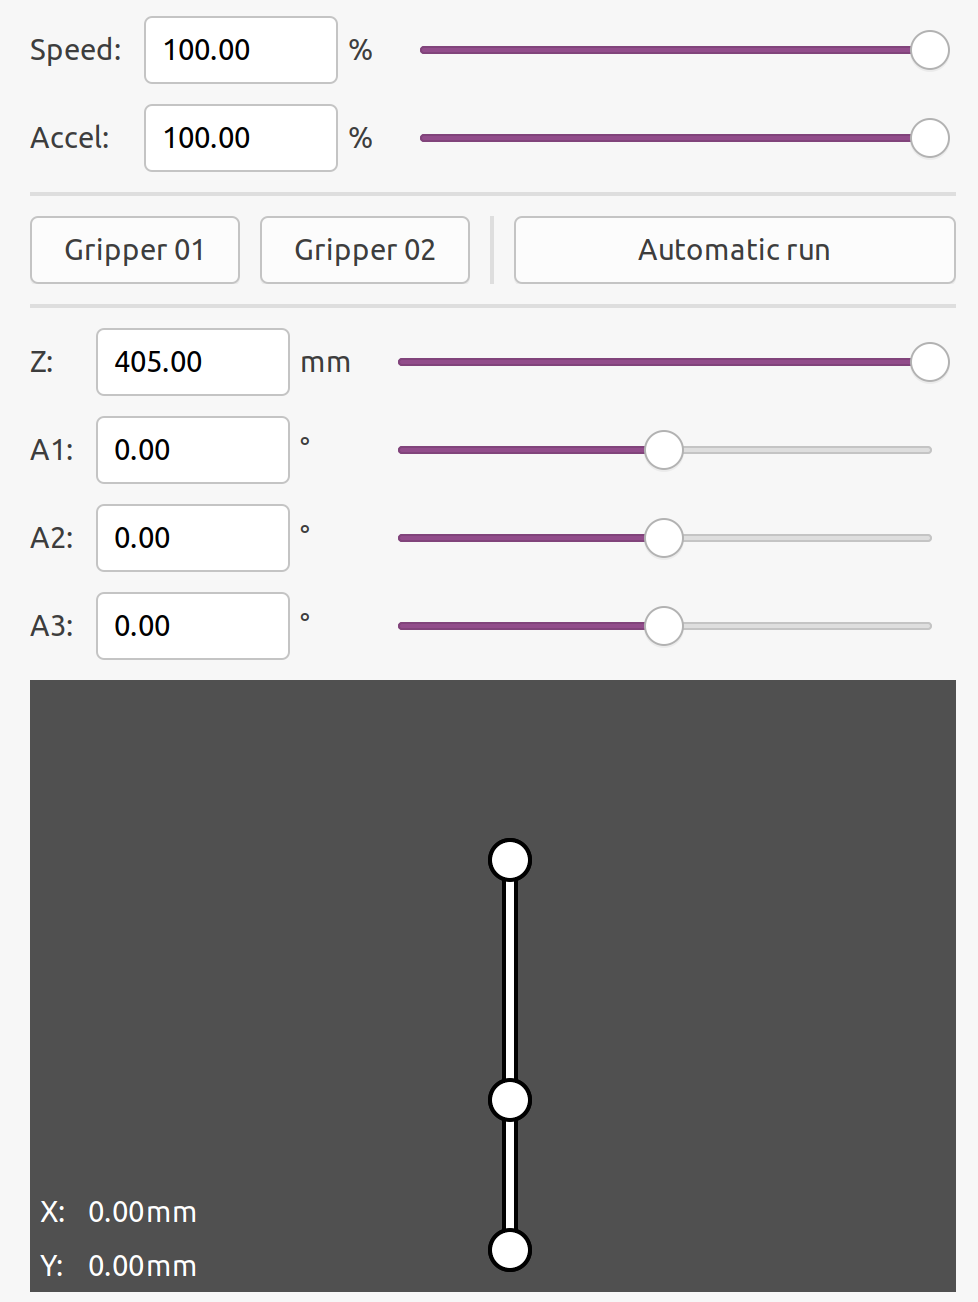 Speed: 100.00 %
Accel: 100.00 %
Gripper 01 Gripper 02 Automatic run
Z: 405.00 mm
A1: 0.00 °
A2: 0.00 °
A3: 0.00 °
X: 0.00mm
Y: 0.00mm